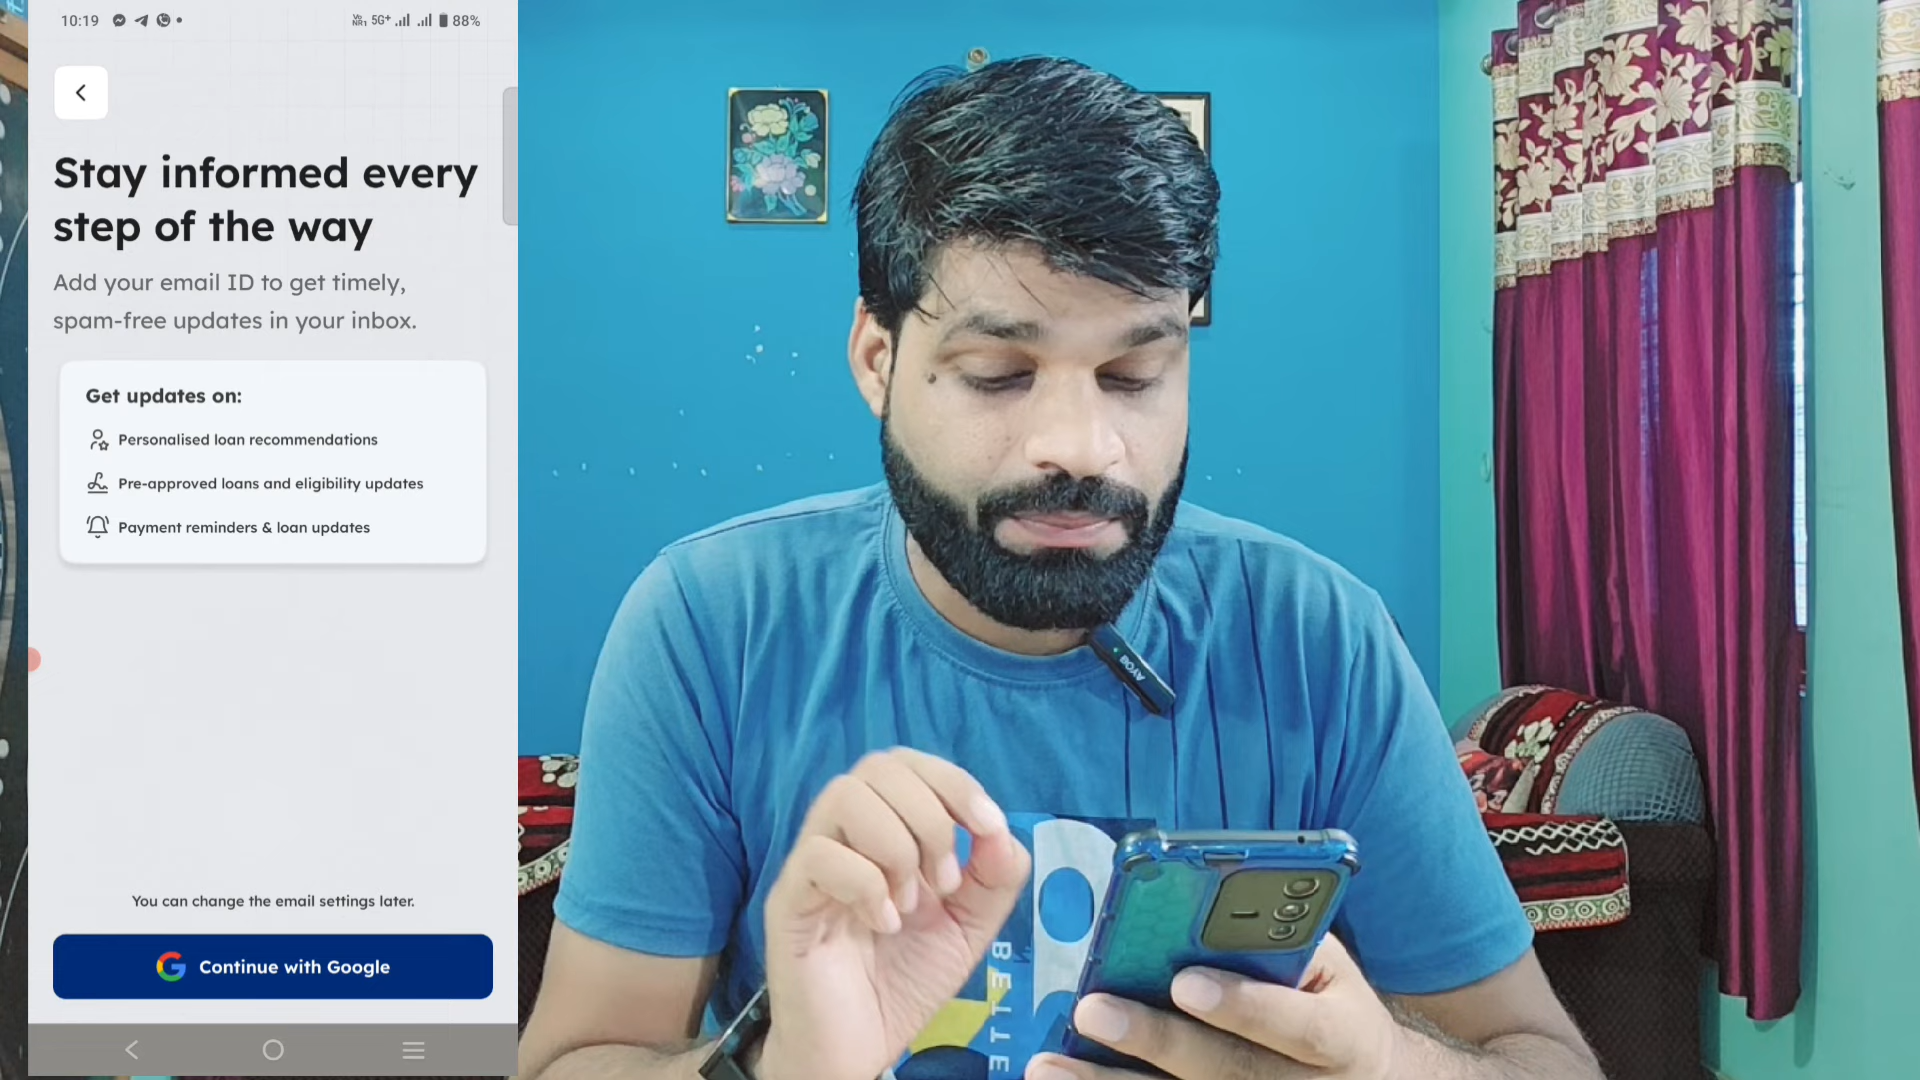 10:19
5G+ 88%
Stay informed every
step of the way
Add your email ID to get timely,
spam-free updates in your inbox.
Get updates on:
Personalised loan recommendations
Pre-approved loans and eligibility updates
Payment reminders & loan updates
You can change the email settings later.
Continue with Google
BOYA
BETTE